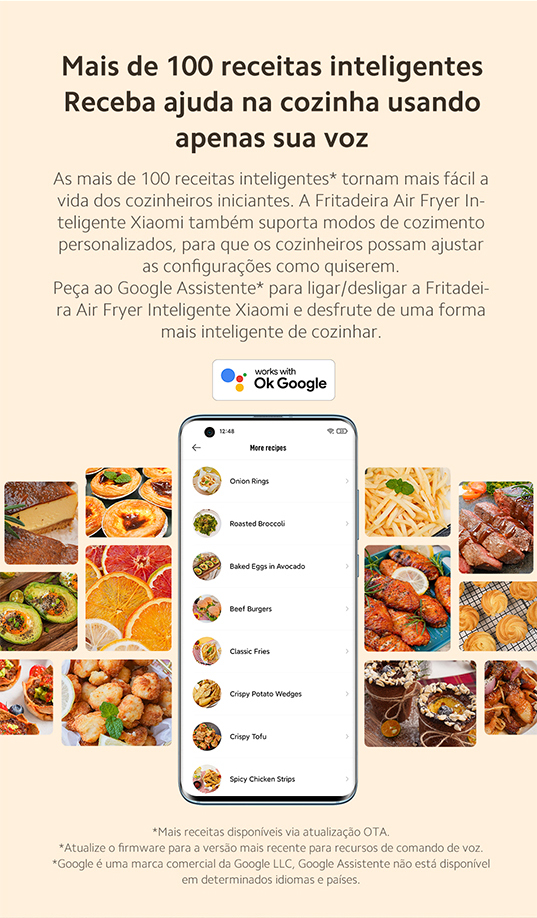 Mais de 100 receitas inteligentes
Receba ajuda na cozinha usando
apenas sua voz
As mais de 100 receitas inteligentes* tornam mais fácil a
vida dos cozinheiros iniciantes. A Fritadeira Air Fryer In-
teligente Xiaomi também suporta modos de cozimento
personalizados, para que os cozinheiros possam ajustar
as configurações como quiserem.
Peça ao Google Assistente* para ligar/desligar a Fritadei-
ra Air Fryer Inteligente Xiaomi e desfrute de uma forma
mais inteligente de cozinhar.
works with
Ok Google
12:48
More recipes
Onion Rings
Roasted Broccoli
Baked Eggs in Avocado
Beef Burgers
Classic Fries
Crispy Potato Wedges
Crispy Tofu
Spicy Chicken Strips
*Mais receitas disponíveis via atualização OTA.
*Atualize o firmware para a versão mais recente para recursos de comando de voz.
*Google é uma marca comercial da Google LLC, Google Assistente não está disponível
em determinados idiomas e países.